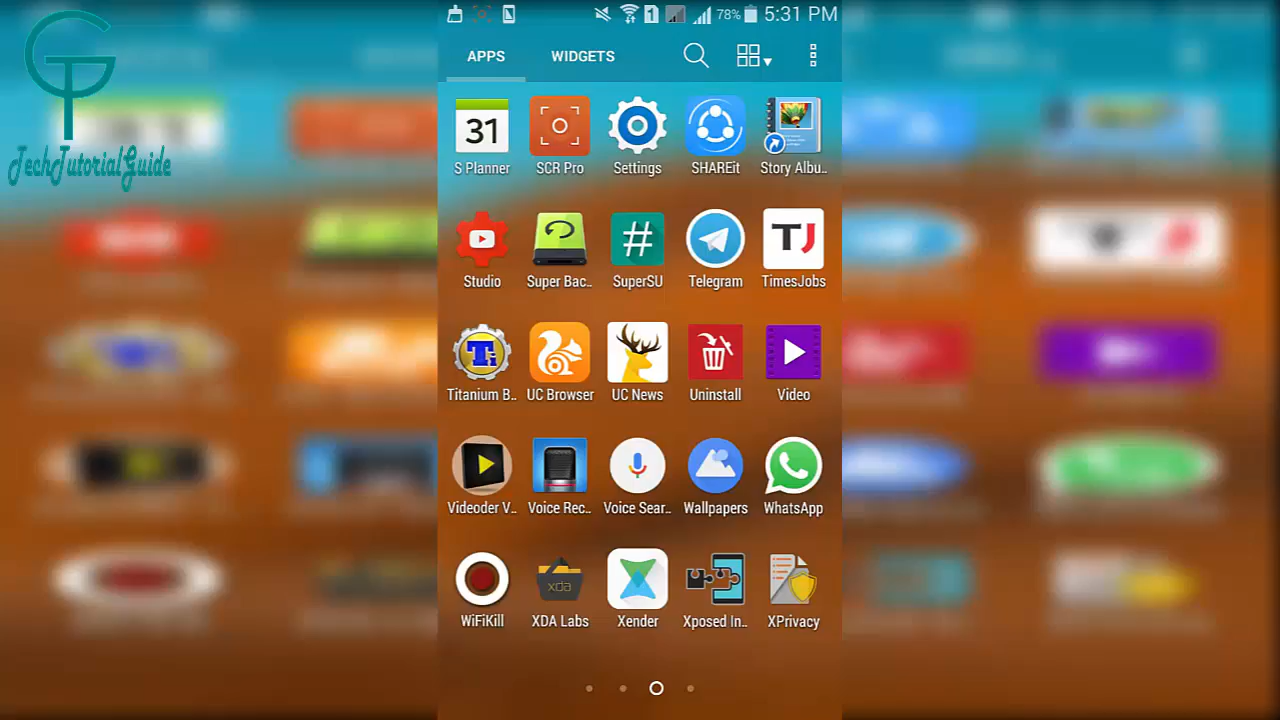 TechTutorialGuide
1
78%
5:31 PM
APPS
WIDGETS
31
S Planner
SCR Pro
Settings
SHAREit
Story Albu..
Studio
Super Bac..
#
SuperSU
Telegram
TJ
TimesJobs
Ti
Titanium B..
UC Browser
UC News
Uninstall
Video
Videoder V..
Voice Rec..
Voice Sear..
Wallpapers
WhatsApp
WiFiKill
xda
XDA Labs
Xender
Xposed In..
XPrivacy